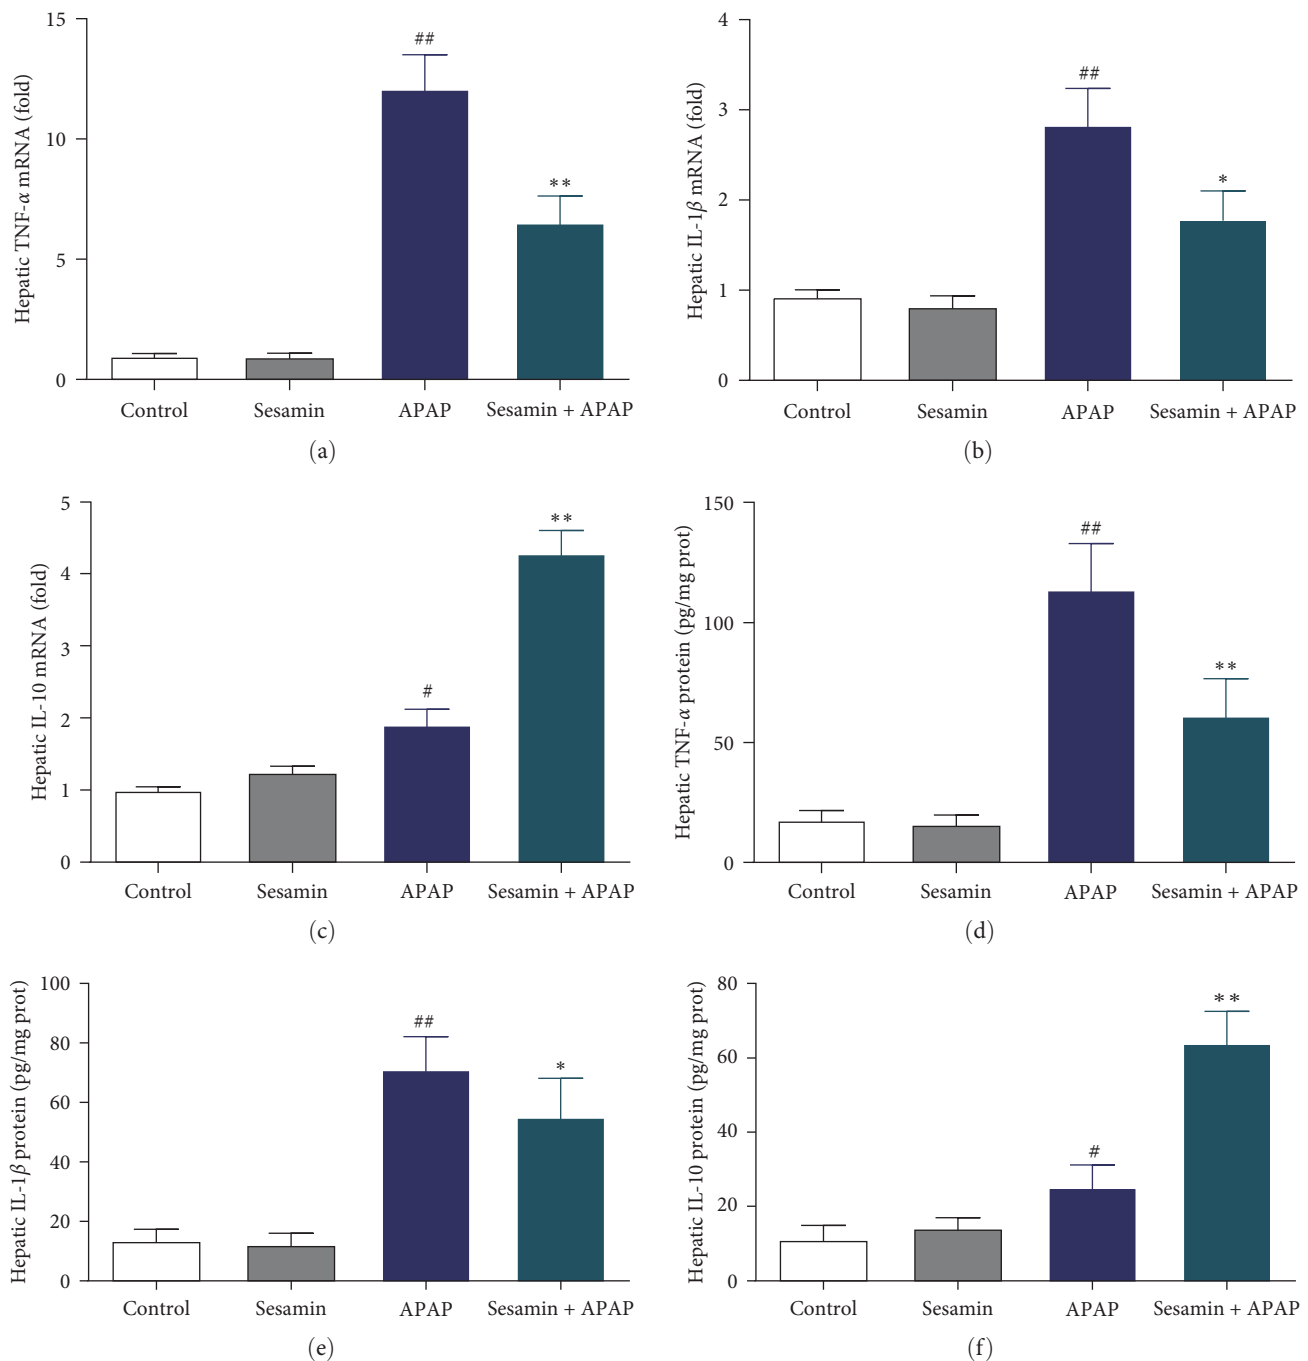 Hepatic TNF-α mRNA (fold)
15
10
5
0
##
**
Control Sesamin APAP Sesamin + APAP
(a)
Hepatic IL-1β mRNA (fold)
4
3
2
1
0
##
*
Control Sesamin APAP Sesamin + APAP
(b)
Hepatic IL-10 mRNA (fold)
5
4
3
2
1
0
#
**
Control Sesamin APAP Sesamin + APAP
(c)
Hepatic TNF-α protein (pg/mg prot)
150
100
50
0
##
**
Control Sesamin APAP Sesamin + APAP
(d)
Hepatic IL-1β protein (pg/mg prot)
100
80
60
40
20
0
##
*
Control Sesamin APAP Sesamin + APAP
(e)
Hepatic IL-10 protein (pg/mg prot)
80
60
40
20
0
#
**
Control Sesamin APAP Sesamin + APAP
(f)